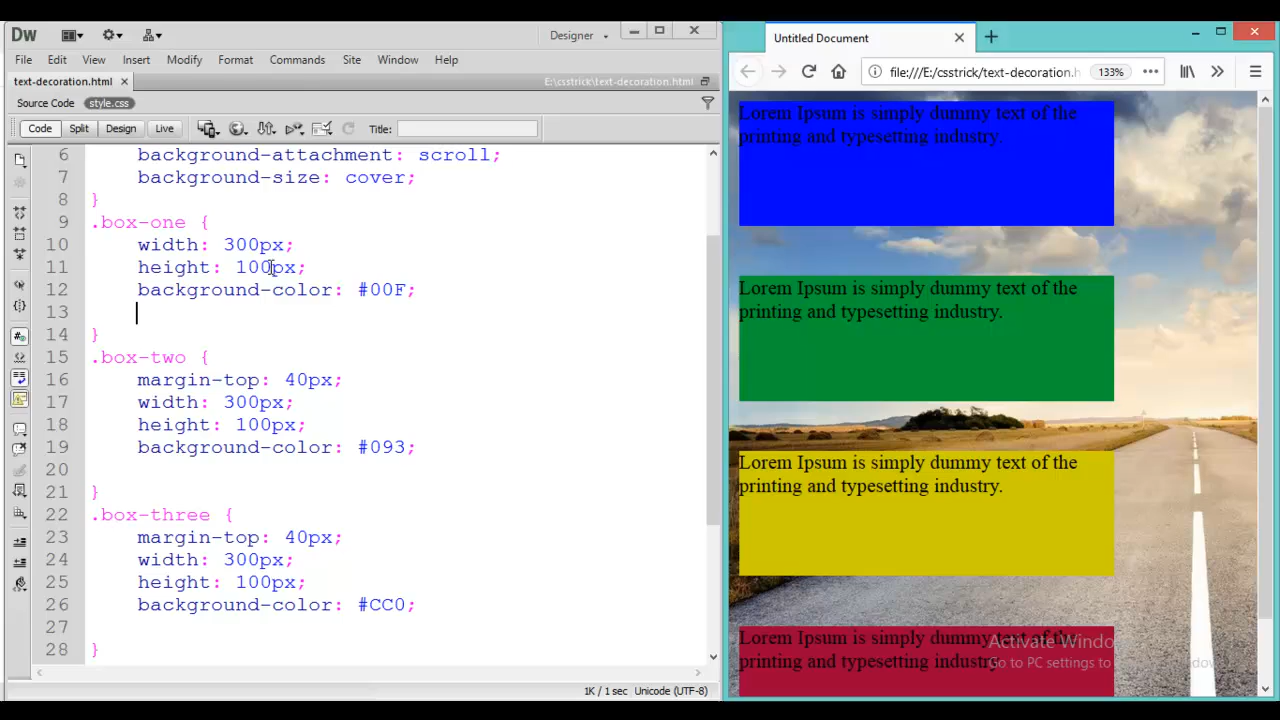 Dw
Designer
File Edit View Insert Modify Format Commands Site Window Help
text-decoration.html
E:\csstrick\text-decoration.html
Source Code style.css
Code Split Design Live Title:
6 background-attachment: scroll;
7 background-size: cover;
8 }
9 .box-one {
10 width: 300px;
11 height: 100px;
12 background-color: #00F;
13
14 }
15 .box-two {
16 margin-top: 40px;
17 width: 300px;
18 height: 100px;
19 background-color: #093;
20
21 }
22 .box-three {
23 margin-top: 40px;
24 width: 300px;
25 height: 100px;
26 background-color: #CC0;
27
28 }
1K / 1 sec Unicode (UTF-8)
Untitled Document
file:///E:/csstrick/text-decoration.h 133%
Lorem Ipsum is simply dummy text of the
printing and typesetting industry.
Lorem Ipsum is simply dummy text of the
printing and typesetting industry.
Lorem Ipsum is simply dummy text of the
printing and typesetting industry.
Lorem Ipsum is simply dummy text of the
printing and typesetting industry.
Activate Windo
Go to PC settings to